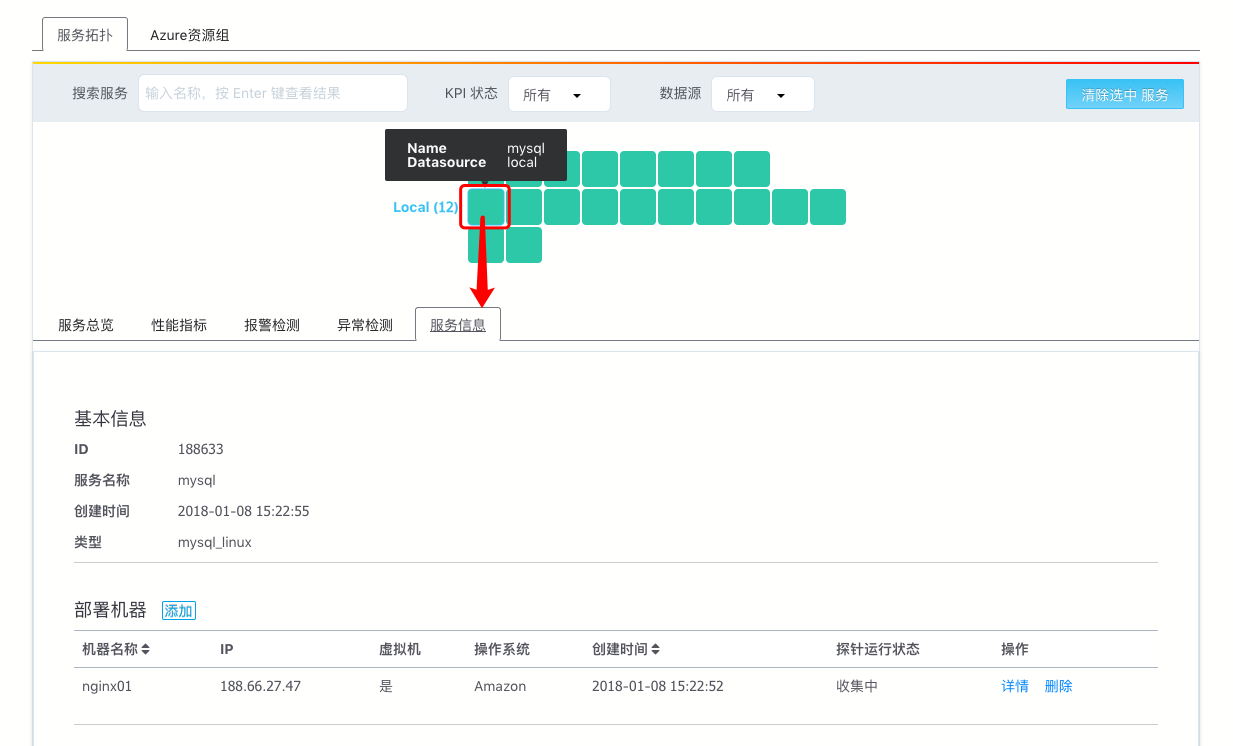 服务拓扑 Azure资源组
搜索服务 输入名称，按 Enter 键查看结果 KPI 状态 所有 数据源 所有 清除选中 服务
Name mysql
Datasource local
Local (12)
服务总览 性能指标 报警检测 异常检测 服务信息
基本信息
ID 188633
服务名称 mysql
创建时间 2018-01-08 15:22:55
类型 mysql_linux
部署机器 添加
机器名称 IP 虚拟机 操作系统 创建时间 探针运行状态 操作
nginx01 188.66.27.47 是 Amazon 2018-01-08 15:22:52 收集中 详情 删除